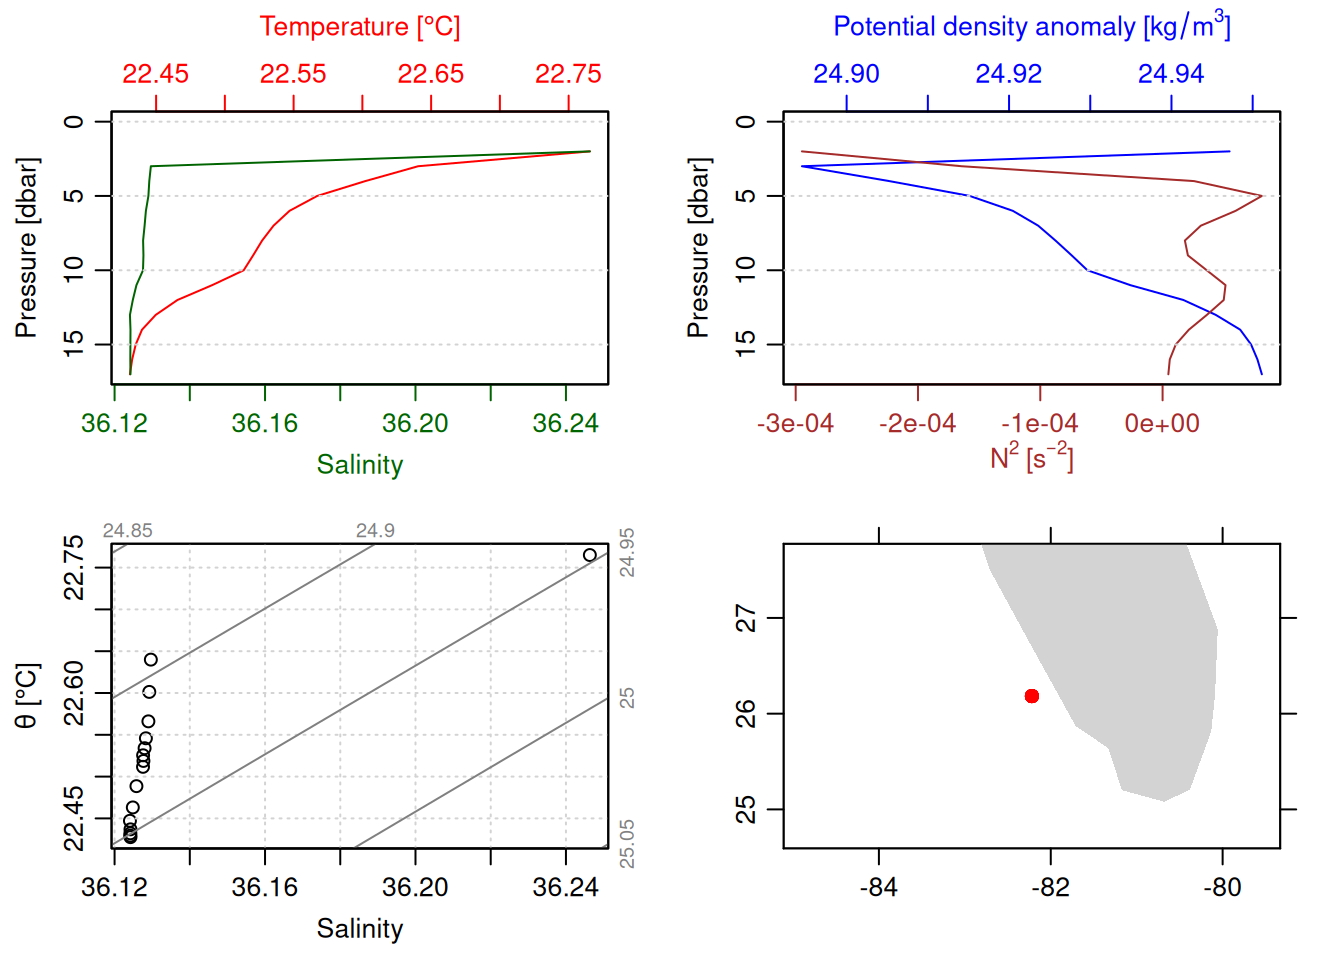 Temperature [°C]
22.45 22.55 22.65 22.75
Pressure [dbar]
0
5
10
15
36.12 36.16 36.20 36.24
Salinity
Potential density anomaly [kg/m³]
24.90 24.92 24.94
Pressure [dbar]
0
5
10
15
-3e-04 -2e-04 -1e-04 0e+00
N² [s⁻²]
24.85 24.9
24.95
25
25.05
θ [°C]
22.75
22.60
22.45
36.12 36.16 36.20 36.24
Salinity
27
26
25
-84 -82 -80